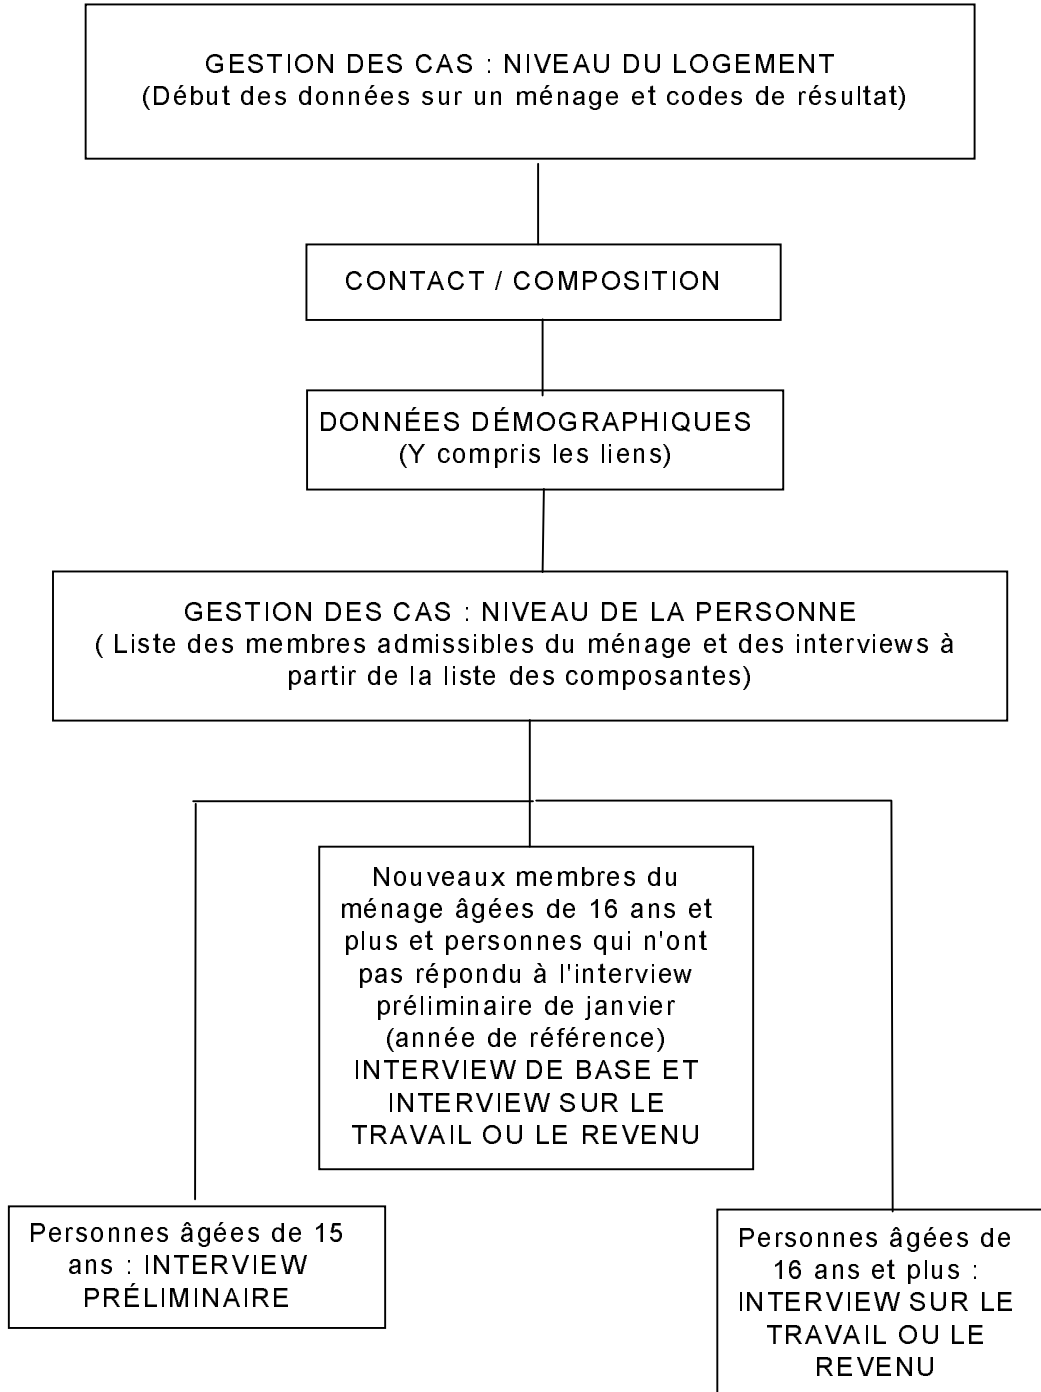 GESTION DES CAS : NIVEAU DU LOGEMENT
(Début des données sur un ménage et codes de résultat)
CONTACT / COMPOSITION
DONNÉES DÉMOGRAPHIQUES
(Y compris les liens)
GESTION DES CAS : NIVEAU DE LA PERSONNE
( Liste des membres admissibles du ménage et des interviews à
partir de la liste des composantes)
Nouveaux membres du
ménage âgées de 16 ans et
plus et personnes qui n'ont
pas répondu à l'interview
préliminaire de janvier
(année de référence)
INTERVIEW DE BASE ET
INTERVIEW SUR LE
TRAVAIL OU LE REVENU
Personnes âgées de 15
ans : INTERVIEW
PRÉLIMINAIRE
Personnes âgées de
16 ans et plus :
INTERVIEW SUR LE
TRAVAIL OU LE
REVENU